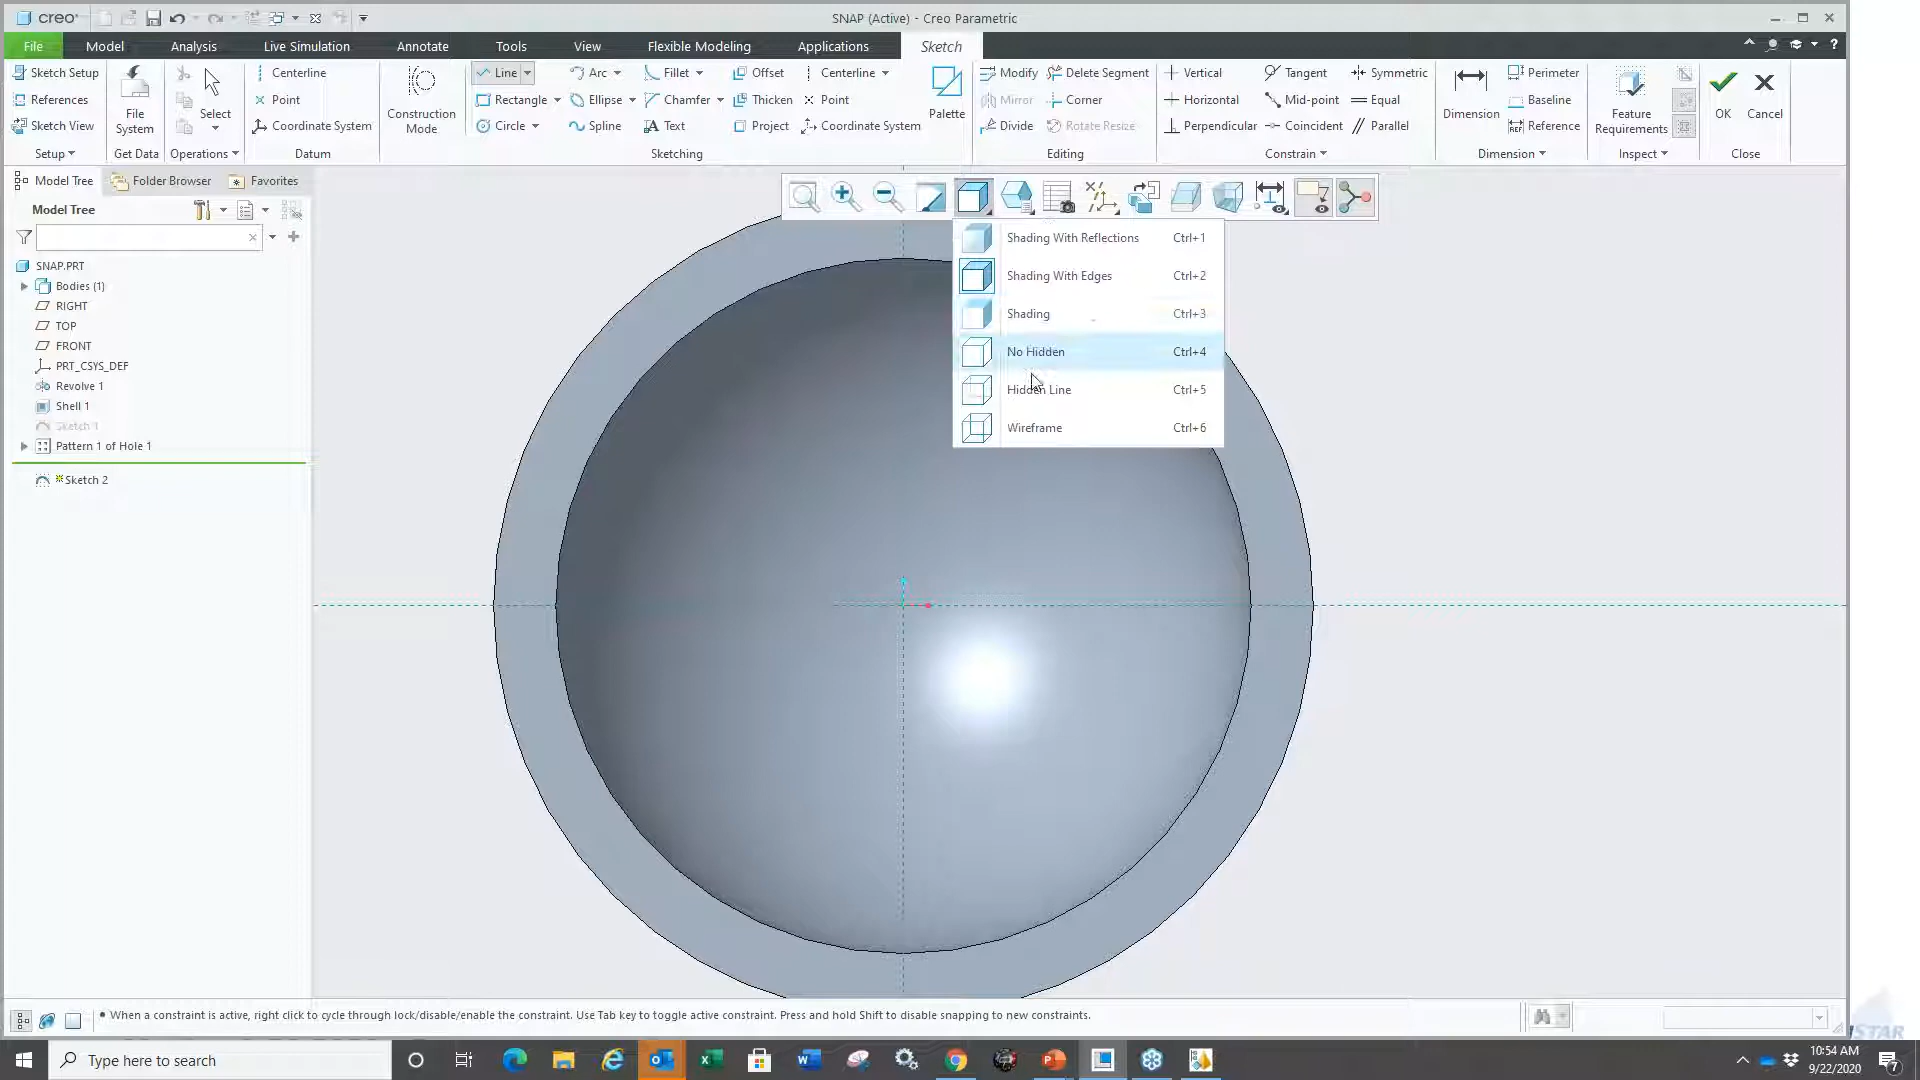 creo
SNAP (Active) - Creo Parametric
File Model Analysis Live Simulation Annotate Tools View Flexible Modeling Applications Sketch
Sketch Setup
References
Sketch View
Setup
File System
Get Data
Select
Operations
Centerline
Point
Coordinate System
Datum
Construction Mode
Line Arc Fillet Offset Centerline
Rectangle Ellipse Chamfer Thicken Point
Circle Spline Text Project Coordinate System
Palette
Sketching
Modify Delete Segment
Mirror Corner
Divide Rotate Resize
Editing
Vertical Tangent Symmetric
Horizontal Mid-point Equal
Perpendicular Coincident Parallel
Constrain
Dimension
Perimeter
Baseline
Reference
Dimension
Feature Requirements
Inspect
OK Cancel
Close
Model Tree Folder Browser Favorites
Model Tree
SNAP.PRT
Bodies (1)
RIGHT
TOP
FRONT
PRT_CSYS_DEF
Revolve 1
Shell 1
Sketch 1
Pattern 1 of Hole 1
Sketch 2
Shading With Reflections Ctrl+1
Shading With Edges Ctrl+2
Shading Ctrl+3
No Hidden Ctrl+4
Hidden Line Ctrl+5
Wireframe Ctrl+6
• When a constraint is active, right click to cycle through lock/disable/enable the constraint. Use Tab key to toggle active constraint. Press and hold Shift to disable snapping to new constraints.
Type here to search
10:54 AM
9/22/2020
7